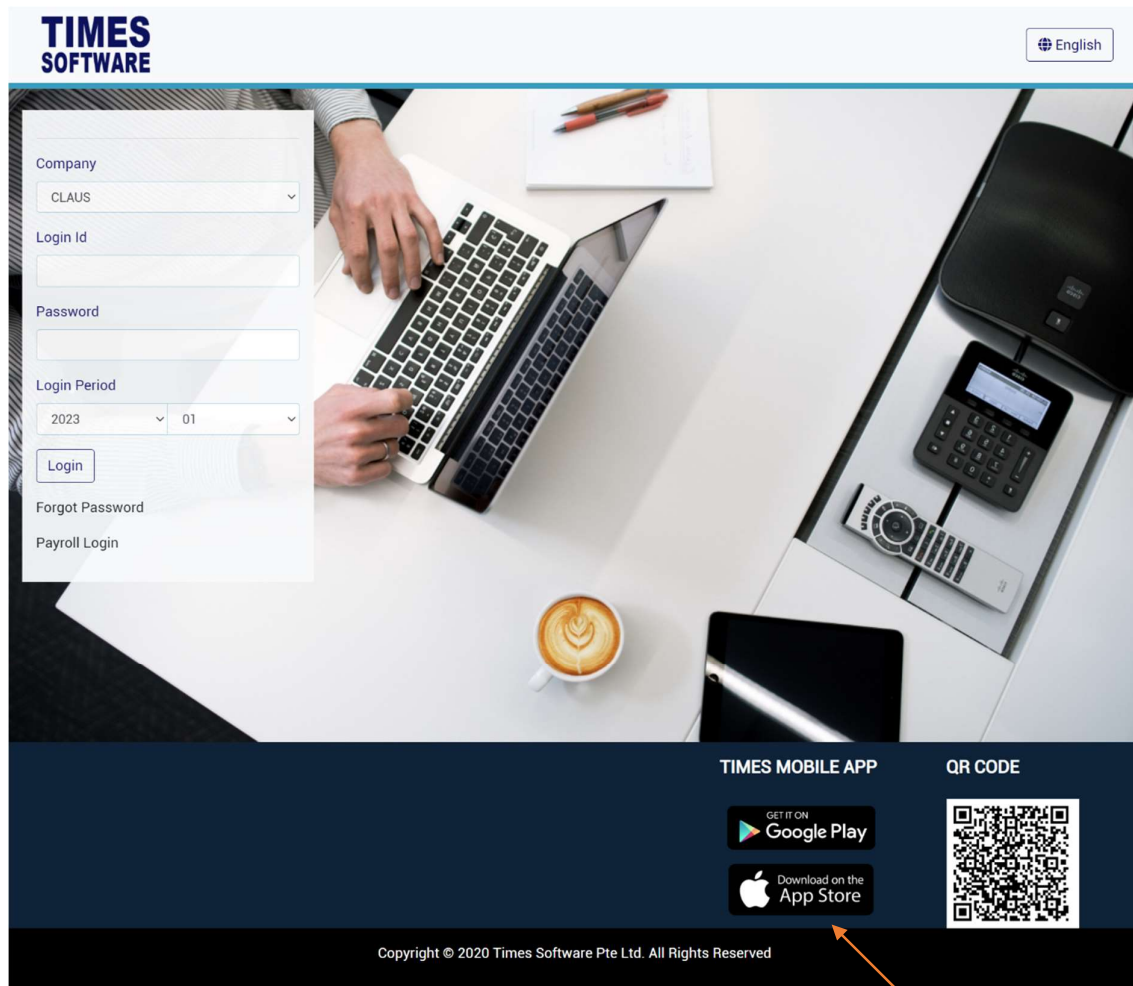 TIMES
SOFTWARE
English
Company
CLAUS
Login Id
Password
Login Period
2023 01
Login
Forgot Password
Payroll Login
TIMES MOBILE APP
QR CODE
GET IT ON
Google Play
Download on the
App Store
Copyright © 2020 Times Software Pte Ltd. All Rights Reserved